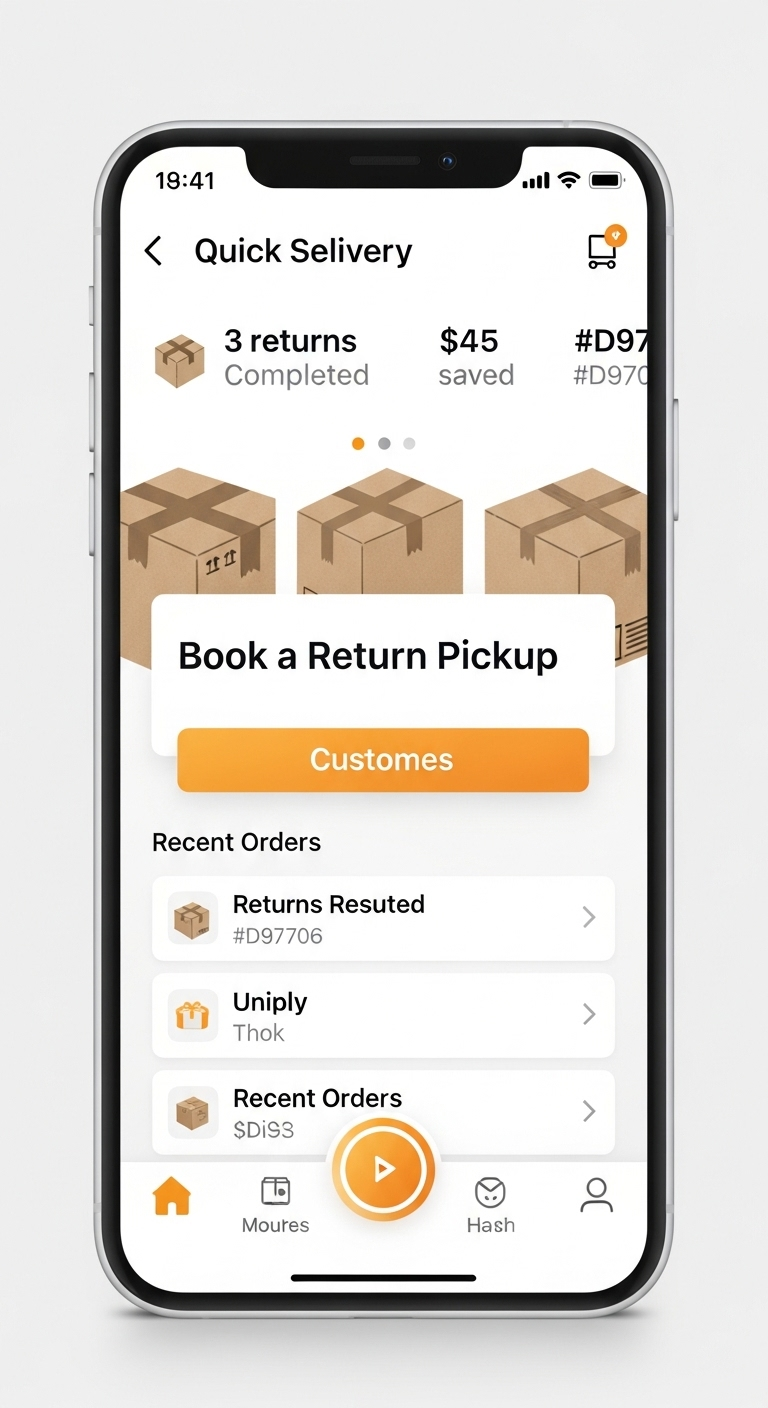 19:41
Quick Selivery
3 returns
Completed
$45
saved
#D97
#D970
Book a Return Pickup
Customes
Recent Orders
Returns Resuted
#D97706
Uniply
Thok
Recent Orders
$DiS3
Moures
Hash